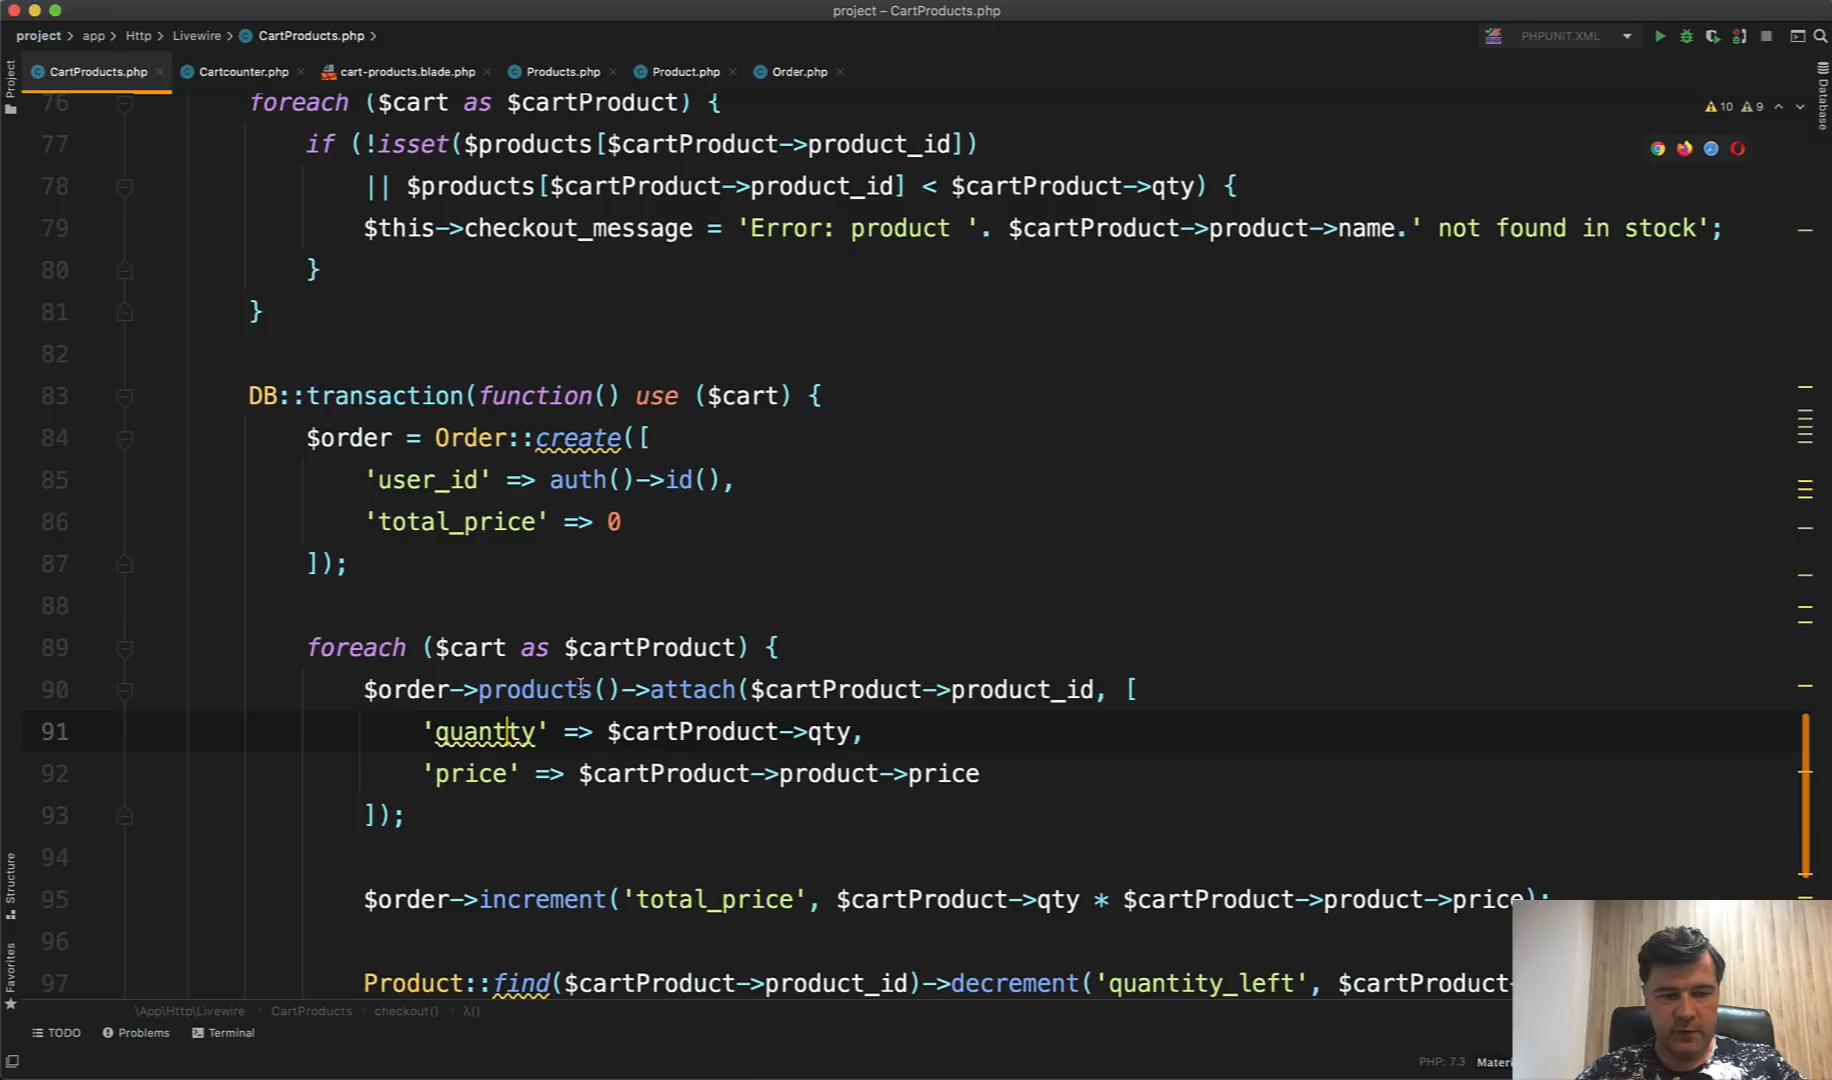 project – CartProducts.php
project > app > Http > Livewire > CartProducts.php >
PHPUNIT.XML
CartProducts.php
Cartcounter.php
cart-products.blade.php
Products.php
Product.php
Order.php
Project
Database
10 9
76 foreach ($cart as $cartProduct) {
77 if (!isset($products[$cartProduct->product_id])
78 || $products[$cartProduct->product_id] < $cartProduct->qty) {
79 $this->checkout_message = 'Error: product '. $cartProduct->product->name.' not found in stock';
80 }
81 }
82
83 DB::transaction(function() use ($cart) {
84 $order = Order::create([
85 'user_id' => auth()->id(),
86 'total_price' => 0
87 ]);
88
89 foreach ($cart as $cartProduct) {
90 $order->products()->attach($cartProduct->product_id, [
91 'quantty' => $cartProduct->qty,
92 'price' => $cartProduct->product->price
93 ]);
94
95 $order->increment('total_price', $cartProduct->qty * $cartProduct->product->price);
96
97 Product::find($cartProduct->product_id)->decrement('quantity_left', $cartProduct-
Structure
Favorites
\App\Http\Livewire > CartProducts > checkout() > λ()
TODO Problems Terminal
PHP: 7.3 Materi